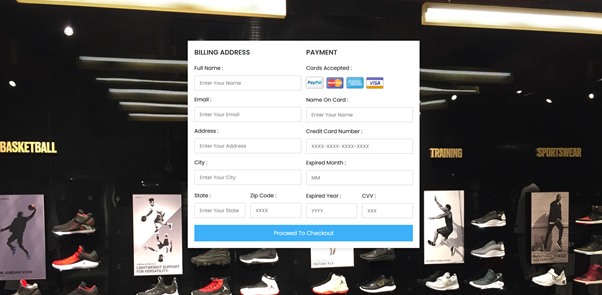 BILLING ADDRESS
Full Name :
Enter Your Name
Email :
Enter Your Email
Address :
Enter Your Address
City :
Enter Your City
State :
Zip Code :
Enter Your State
XXXX
PAYMENT
Cards Accepted :
PayPal
MasterCard
VISA
Name On Card :
Enter Your Name
Credit Card Number :
XXXX-XXXX-XXXX-XXXX
Expired Month :
MM
Expired Year :
CVV :
YYYY
XXX
Proceed To Checkout
BASKETBALL
TRAINING
SPORTSWEAR
LIGHTWEIGHT SUPPORT
FOR VERSATILITY